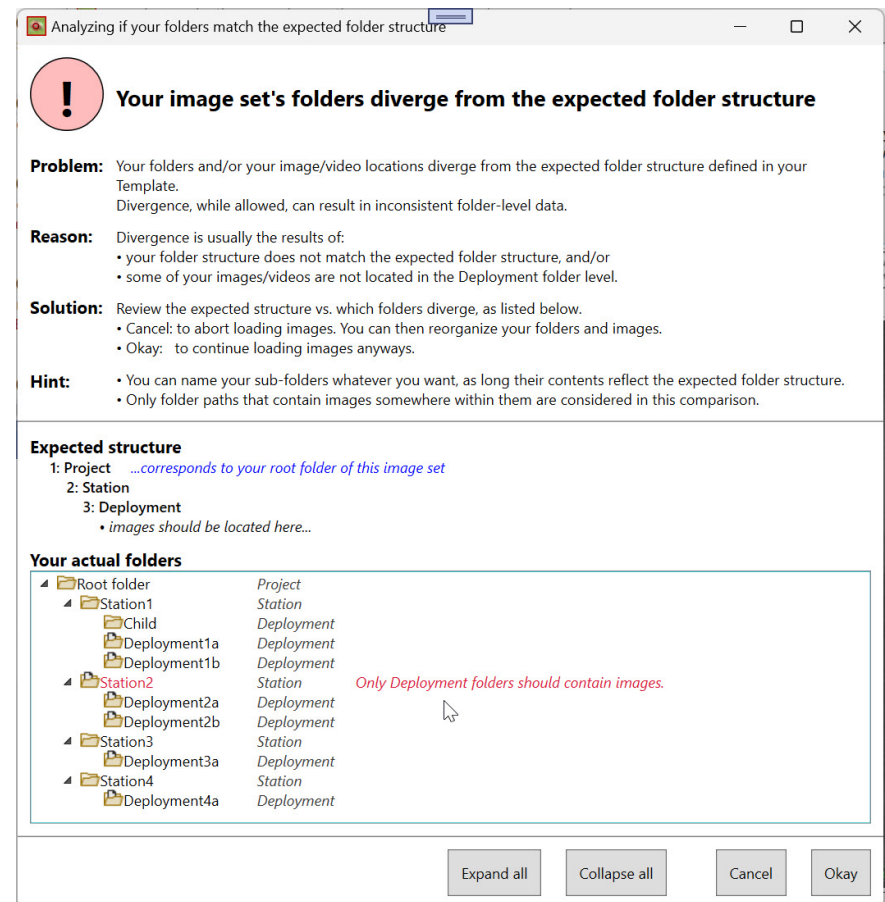 Analyzing if your folders match the expected folder structure
!
Your image set's folders diverge from the expected folder structure
Problem: Your folders and/or your image/video locations diverge from the expected folder structure defined in your
Template.
Divergence, while allowed, can result in inconsistent folder-level data.
Reason: Divergence is usually the results of:
• your folder structure does not match the expected folder structure, and/or
• some of your images/videos are not located in the Deployment folder level.
Solution: Review the expected structure vs. which folders diverge, as listed below.
• Cancel: to abort loading images. You can then reorganize your folders and images.
• Okay: to continue loading images anyways.
Hint: • You can name your sub-folders whatever you want, as long their contents reflect the expected folder structure.
• Only folder paths that contain images somewhere within them are considered in this comparison.
Expected structure
1: Project ...corresponds to your root folder of this image set
2: Station
3: Deployment
• images should be located here...
Your actual folders
Root folder Project
Station1 Station
Child Deployment
Deployment1a Deployment
Deployment1b Deployment
Station2 Station Only Deployment folders should contain images.
Deployment2a Deployment
Deployment2b Deployment
Station3 Station
Deployment3a Deployment
Station4 Station
Deployment4a Deployment
Expand all Collapse all Cancel Okay